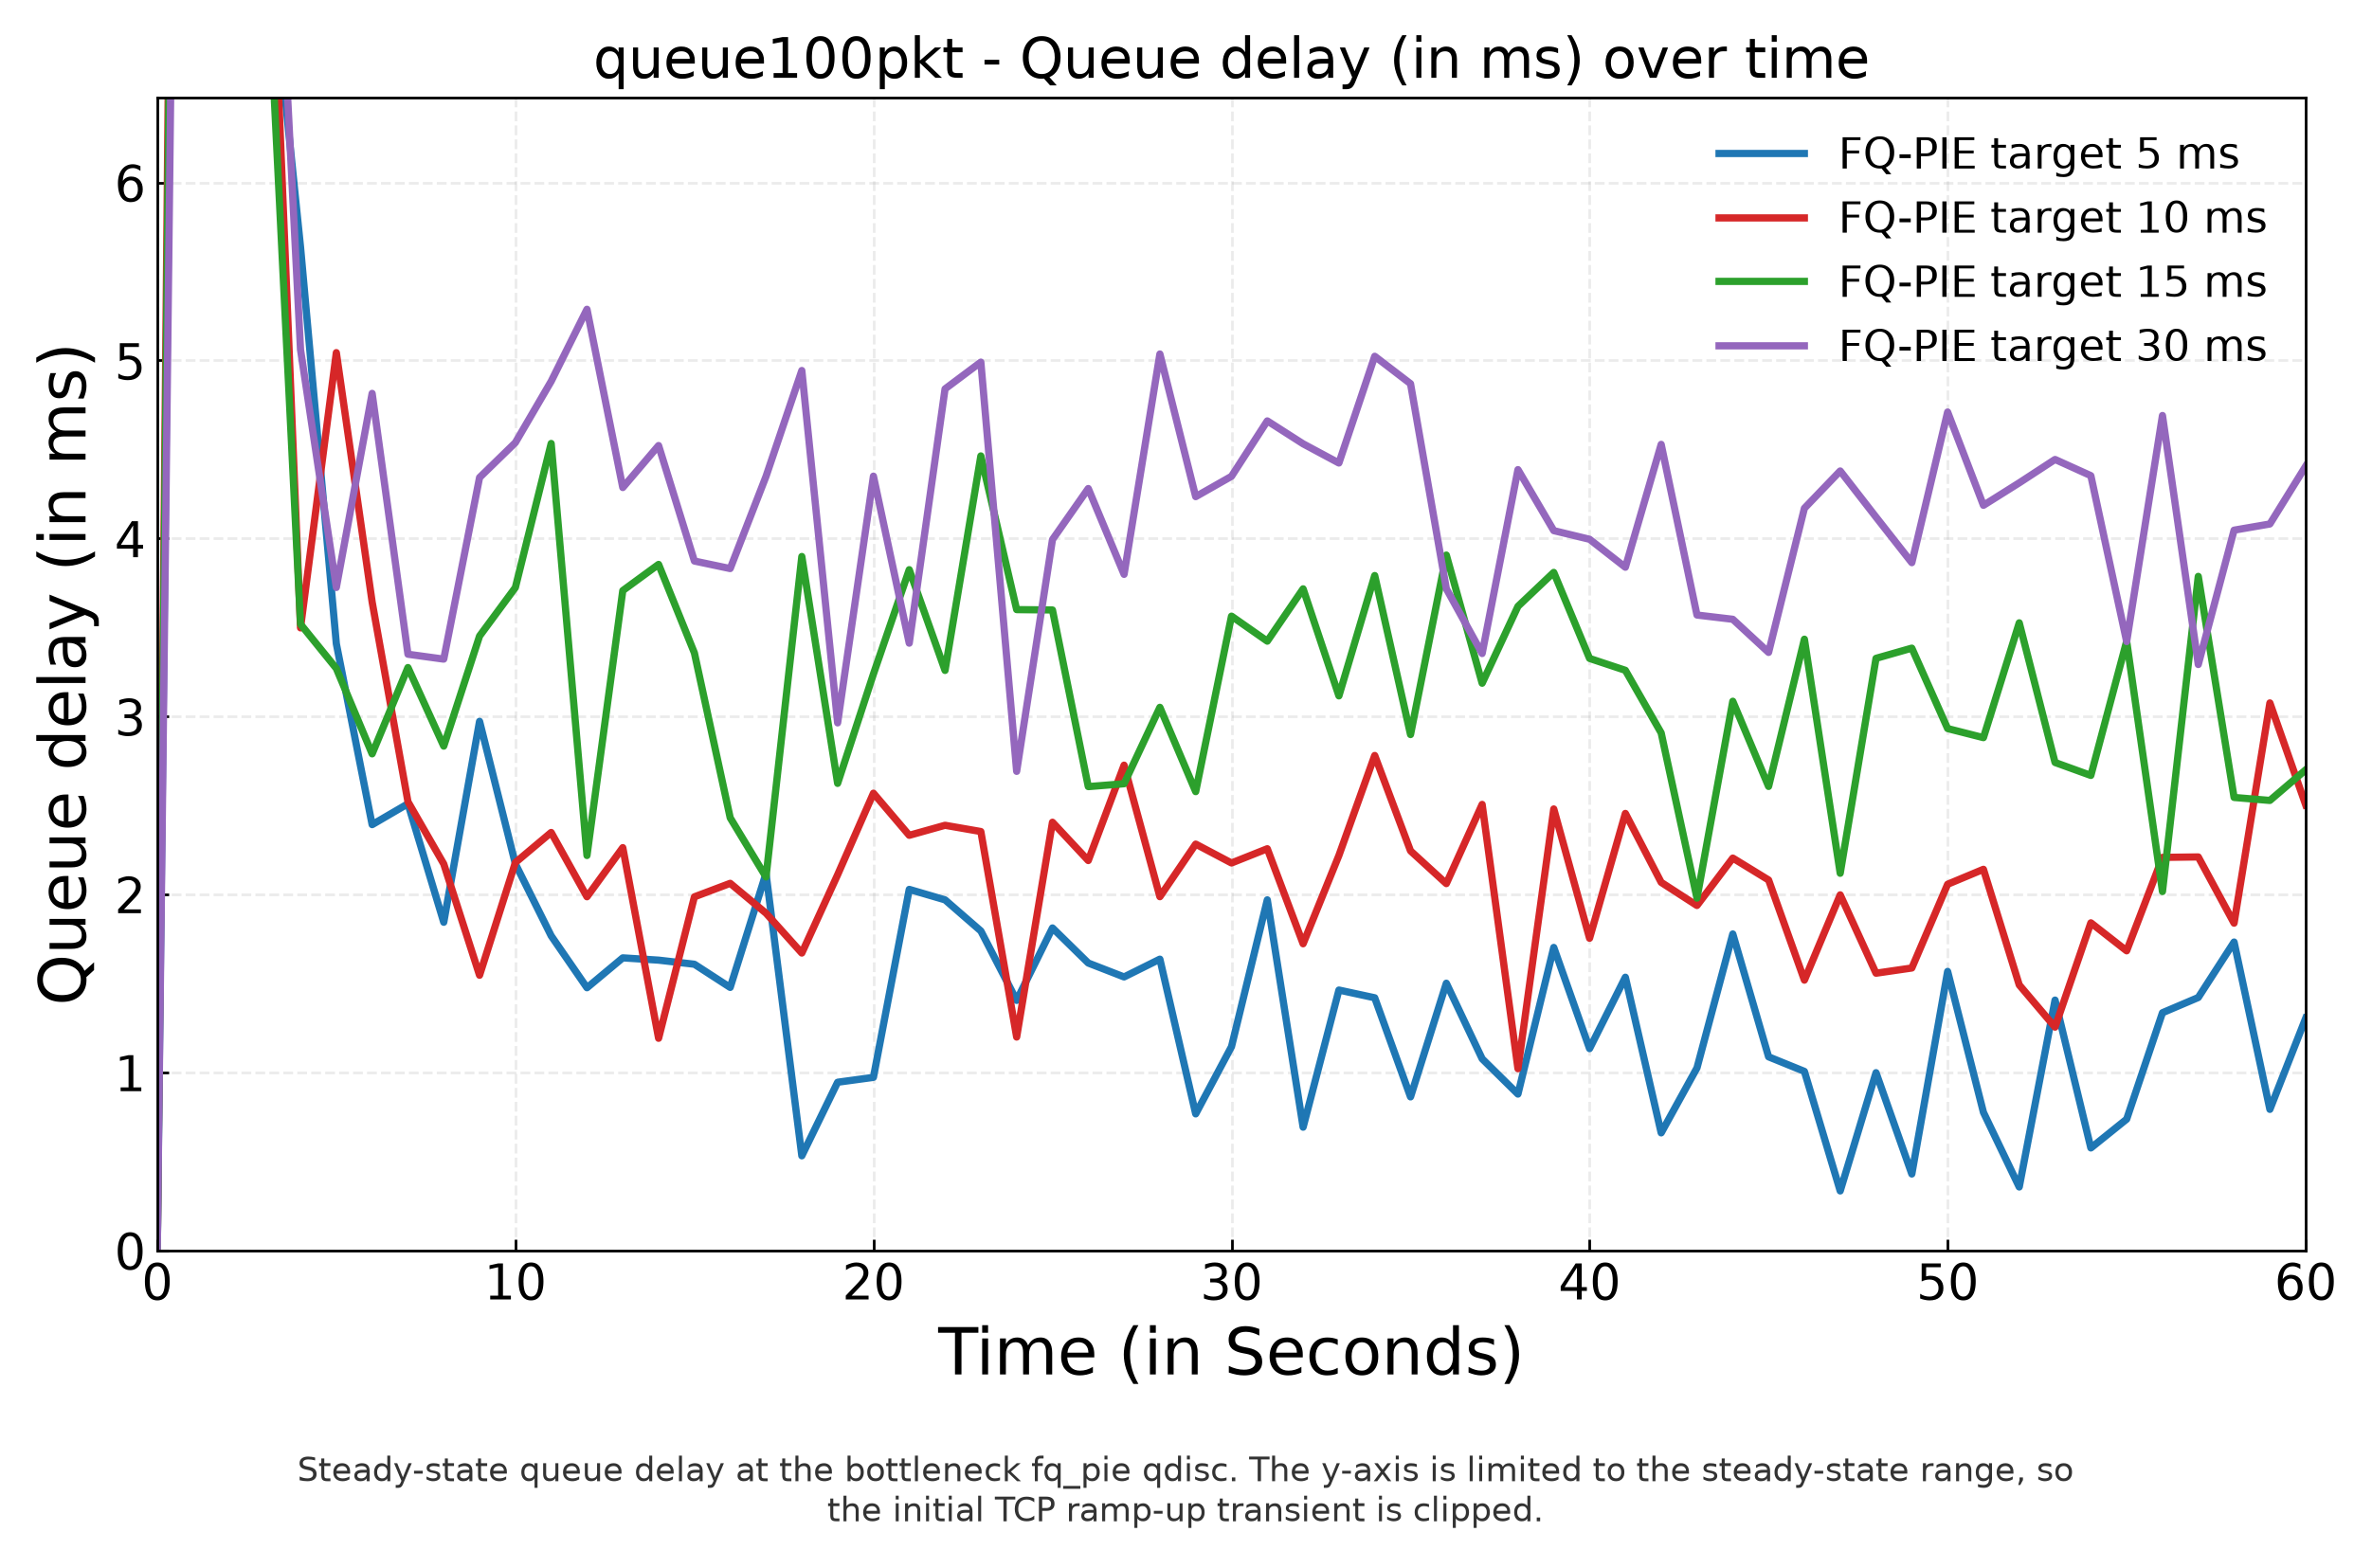 queue100pkt - Queue delay (in ms) over time
FQ-PIE target 5 ms
FQ-PIE target 10 ms
FQ-PIE target 15 ms
FQ-PIE target 30 ms
Queue delay (in ms)
6
5
4
3
2
1
0
0 10 20 30 40 50 60
Time (in Seconds)
Steady-state queue delay at the bottleneck fq_pie qdisc. The y-axis is limited to the steady-state range, so
the initial TCP ramp-up transient is clipped.